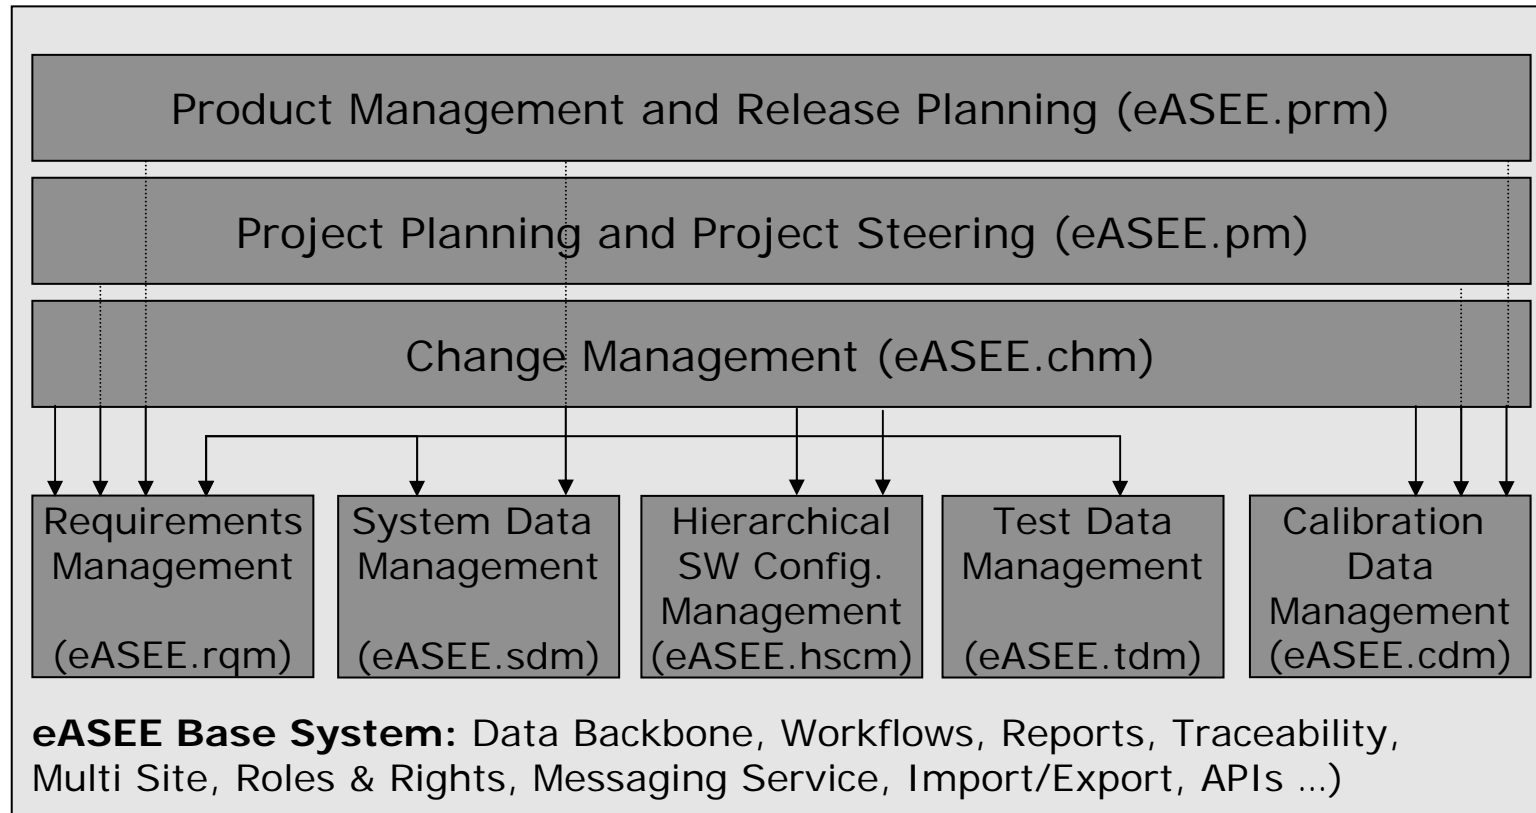 Product Management and Release Planning (eASEE.prm)
Project Planning and Project Steering (eASEE.pm)
Change Management (eASEE.chm)
Requirements
Management
(eASEE.rqm)
System Data
Management
(eASEE.sdm)
Hierarchical
SW Config.
Management
(eASEE.hscm)
Test Data
Management
(eASEE.tdm)
Calibration
Data
Management
(eASEE.cdm)
eASEE Base System: Data Backbone, Workflows, Reports, Traceability,
Multi Site, Roles & Rights, Messaging Service, Import/Export, APIs ...)